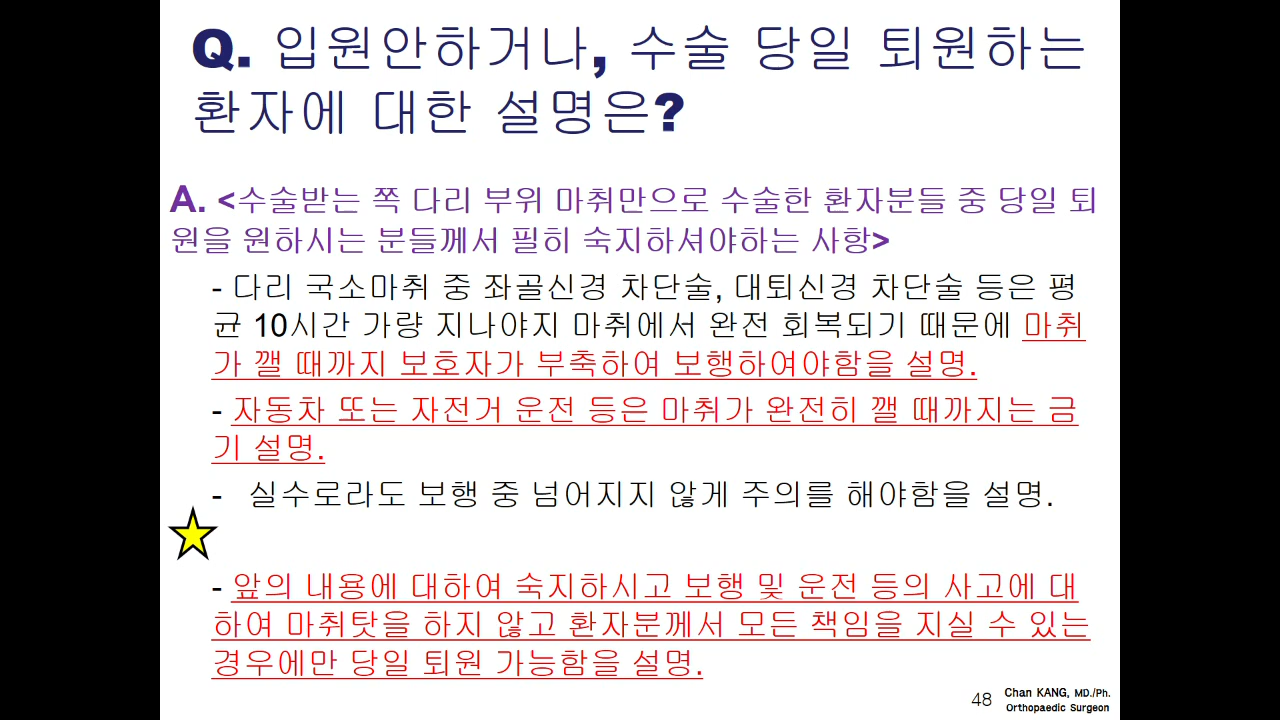 Q. 입원안하거나, 수술 당일 퇴원하는
환자에 대한 설명은?
A. <수술받는 쪽 다리 부위 마취만으로 수술한 환자분들 중 당일 퇴
원을 원하시는 분들께서 필히 숙지하셔야하는 사항>
- 다리 국소마취 중 좌골신경 차단술, 대퇴신경 차단술 등은 평
균 10시간 가량 지나야지 마취에서 완전 회복되기 때문에 마취
가 깰 때까지 보호자가 부축하여 보행하여야함을 설명.
- 자동차 또는 자전거 운전 등은 마취가 완전히 깰 때까지는 금
기 설명.
- 실수로라도 보행 중 넘어지지 않게 주의를 해야함을 설명.
- 앞의 내용에 대하여 숙지하시고 보행 및 운전 등의 사고에 대
하여 마취탓을 하지 않고 환자분께서 모든 책임을 지실 수 있는
경우에만 당일 퇴원 가능함을 설명.
48 Chan KANG, MD./Ph.
Orthopaedic Surgeon